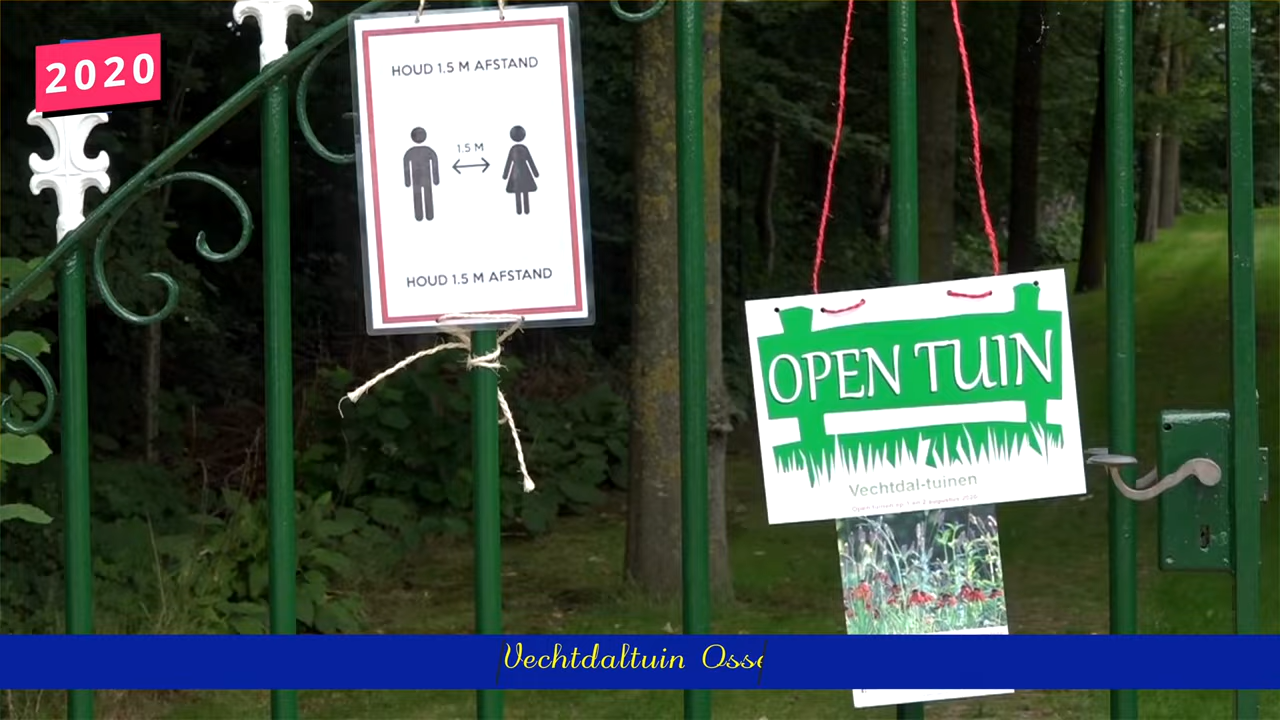 2020
HOUD 1.5 M AFSTAND
1.5 M
HOUD 1.5 M AFSTAND
OPEN TUIN
Vechtdal-tuinen
Vechtdaltuin Osse